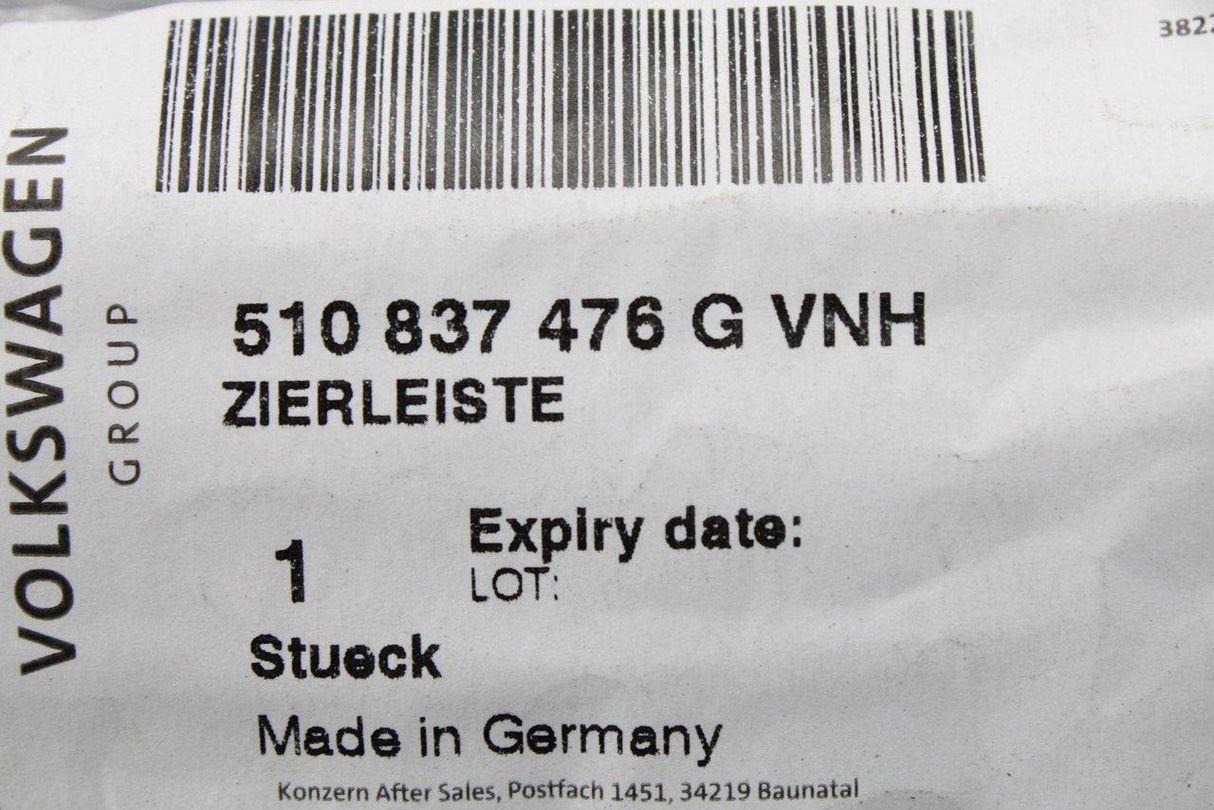 VOLKSWAGEN
GROUP
510 837 476 G VNH
ZIERLEISTE
1
Expiry date:
LOT:
Stueck
Made in Germany
Konzern After Sales, Postfach 1451, 34219 Baunatal